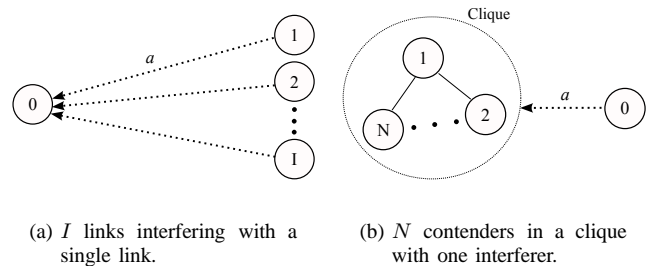 Clique
1
a
2
0
I
1
N
2
a
0
(a) I links interfering with a
single link.
(b) N contenders in a clique
with one interferer.